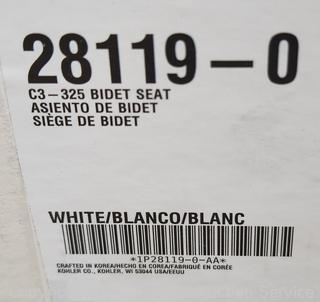 28119-0
C3-325 BIDET SEAT
ASIENTO DE BIDET
SIÈGE DE BIDET
WHITE/BLANCO/BLANC
*1P28119-0-AA*
CRAFTED IN KOREA/HECHO EN COREA/FABRIQUÉ EN CORÉE
KOHLER CO., KOHLER, WI 53044 USA/EEUU